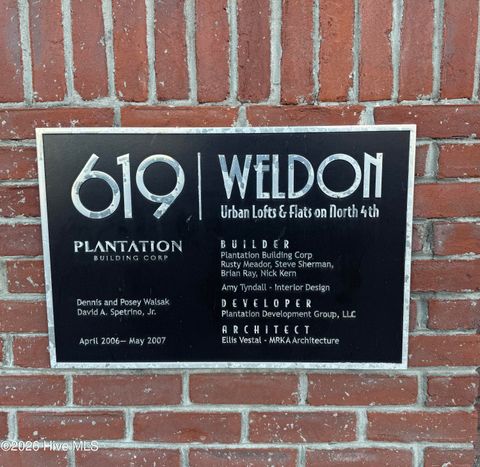 619 | WELDON
Urban Lofts & Flats on North 4th
PLANTATION
BUILDING CORP
Dennis and Posey Walsak
David A. Spetrino, Jr.
April 2006— May 2007
BUILDER
Plantation Building Corp
Rusty Meador, Steve Sherman,
Brian Ray, Nick Kern
Amy Tyndall - Interior Design
DEVELOPER
Plantation Development Group, LLC
ARCHITECT
Ellis Vestal - MRKA Architecture
©2026 Hive MLS